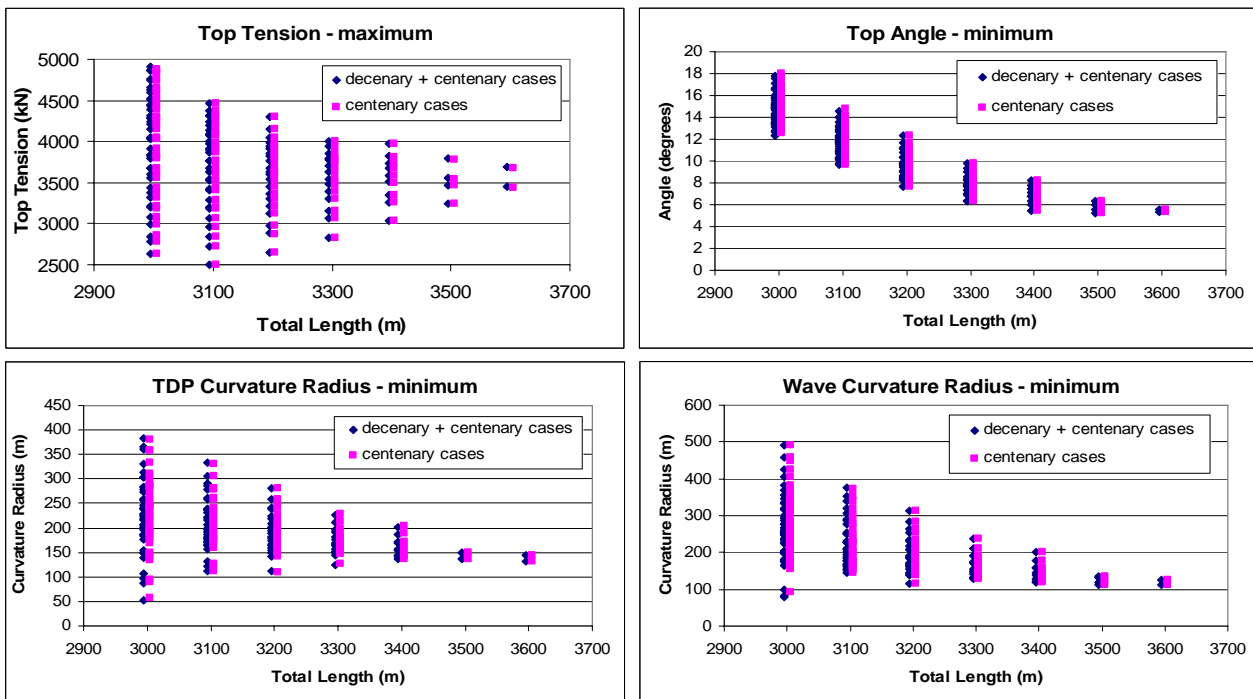 Top Tension - maximum
5000
4500
4000
3500
3000
2500
Top Tension (kN)
decenary + centenary cases
centenary cases
2900 3100 3300 3500 3700
Total Length (m)
Top Angle - minimum
20
18
16
14
12
10
8
6
4
2
0
Angle (degrees)
decenary + centenary cases
centenary cases
2900 3000 3100 3200 3300 3400 3500 3600 3700
Total Length (m)
TDP Curvature Radius - minimum
450
400
350
300
250
200
150
100
50
0
Curvature Radius (m)
decenary + centenary cases
centenary cases
2900 3000 3100 3200 3300 3400 3500 3600 3700
Total Length (m)
Wave Curvature Radius - minimum
600
500
400
300
200
100
0
Curvature Radius (m)
decenary + centenary cases
centenary cases
2900 3000 3100 3200 3300 3400 3500 3600 3700
Total Length (m)